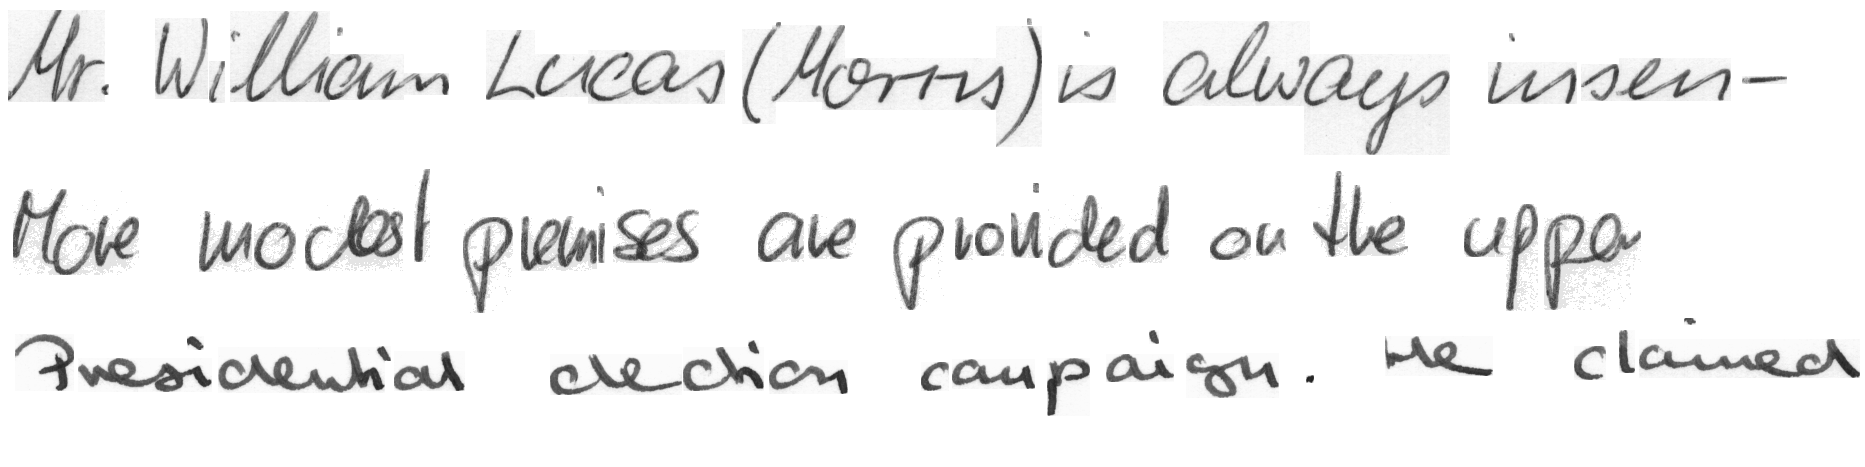 Mr. William Lucas (Morris) is always insen-
More modest premises are provided on the upper
Presidential election campaign. He claimed